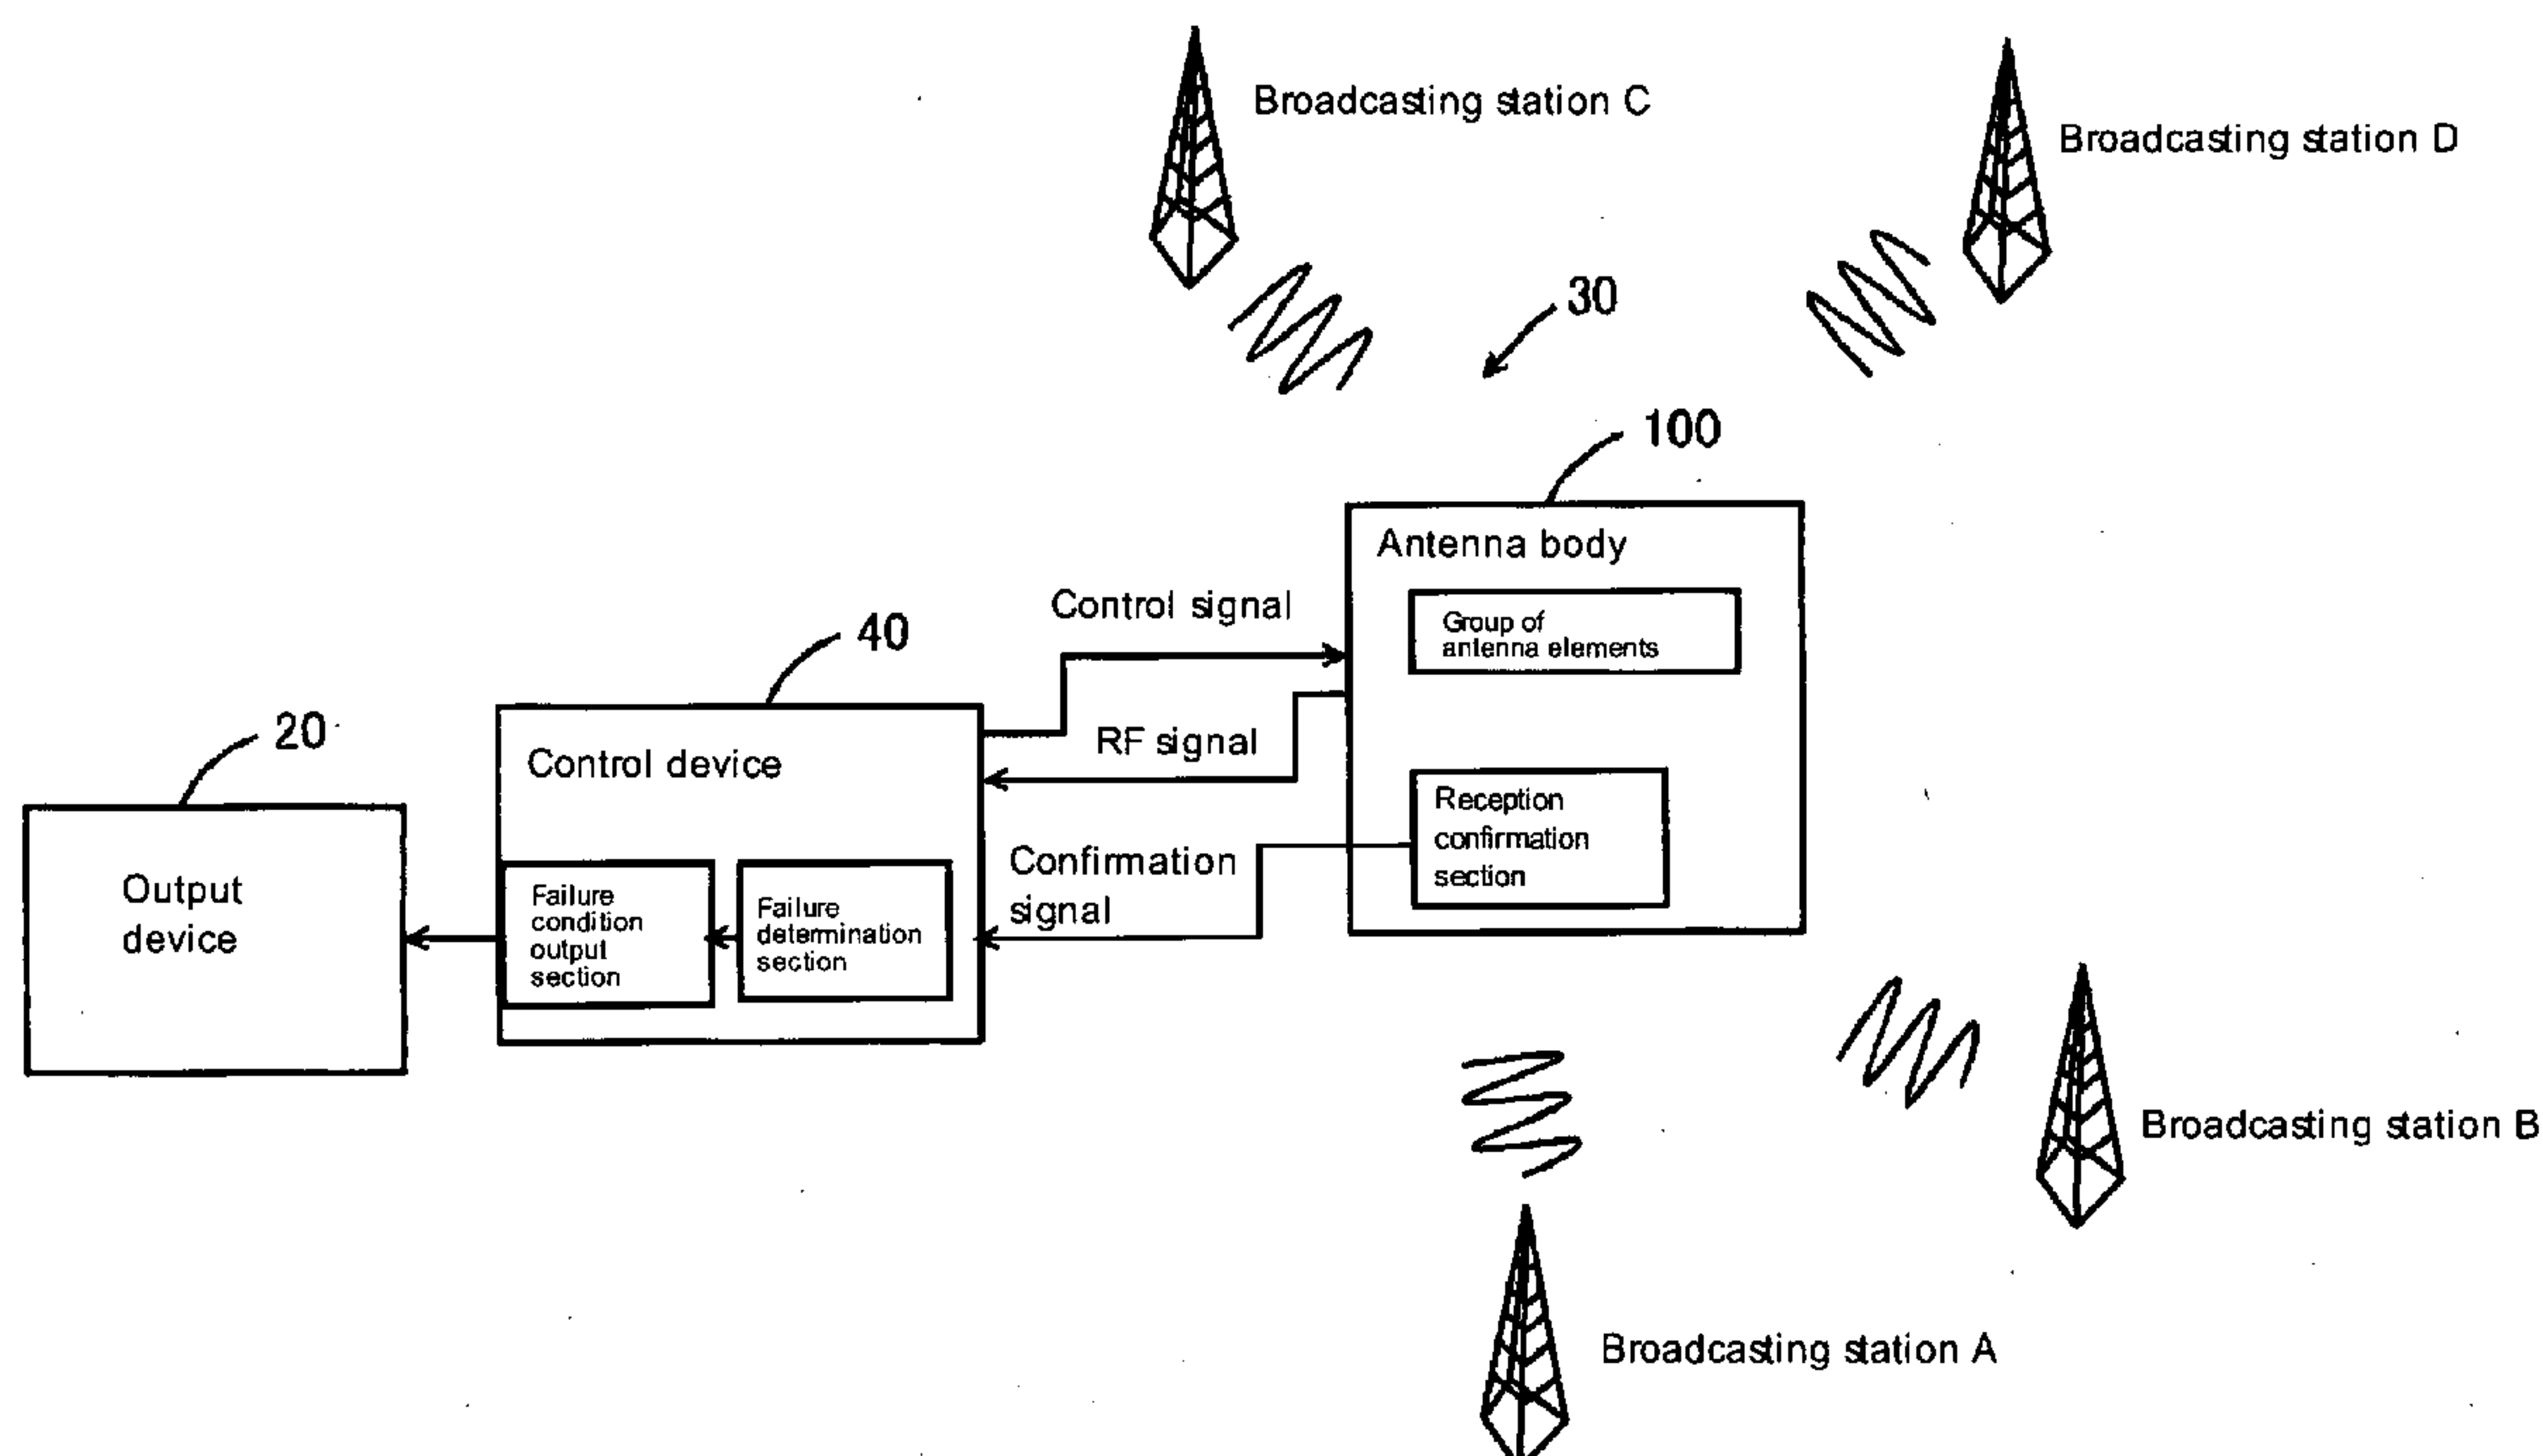 Broadcasting station C
Broadcasting station D
30
100
Antenna body
Group of
antenna elements
Control signal
40
RF signal
20
Control device
Reception
confirmation
section
Confirmation
signal
Output
device
Failure
condition
output
section
Failure
determination
section
Broadcasting station B
Broadcasting station A